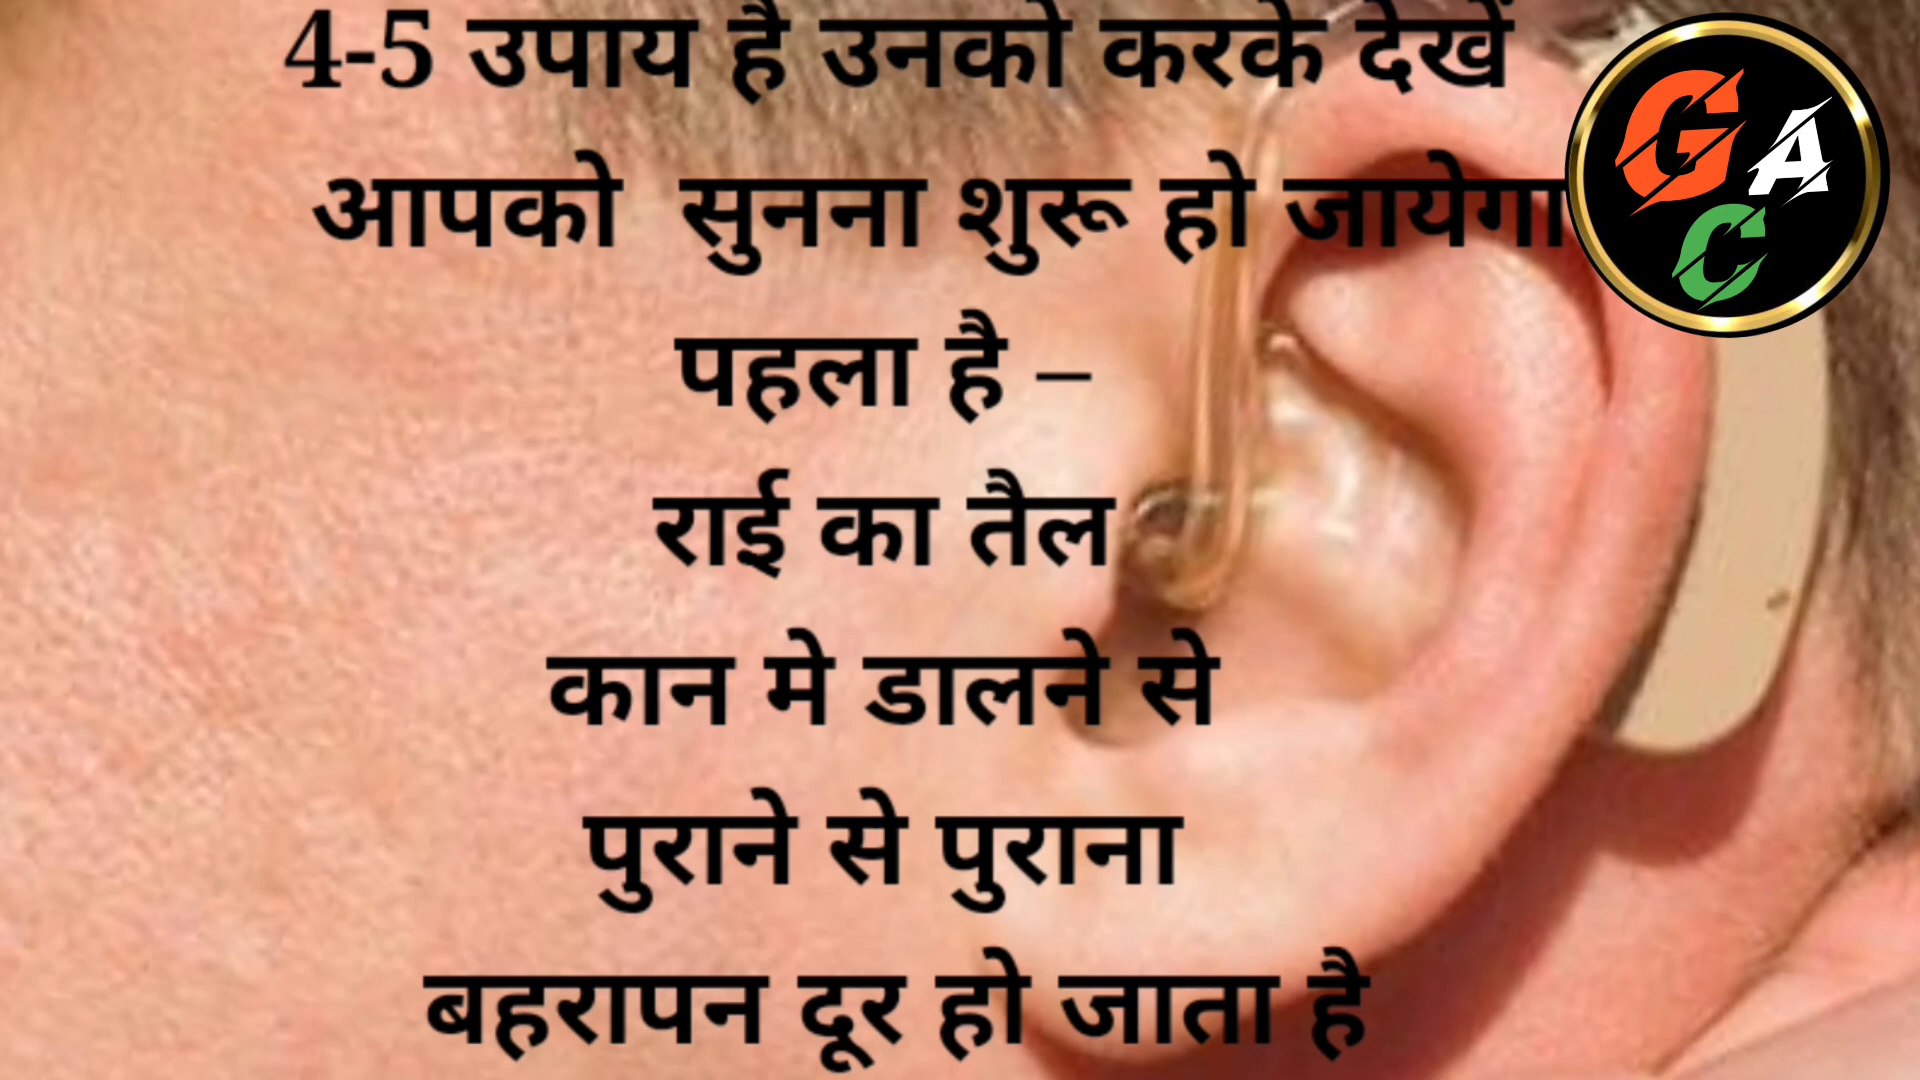 4-5 उपाय है उनको करके देखें
आपको सुनना शुरू हो जायेगा
पहला है –
राई का तैल
कान मे डालने से
पुराने से पुराना
बहरापन दूर हो जाता है
GAC